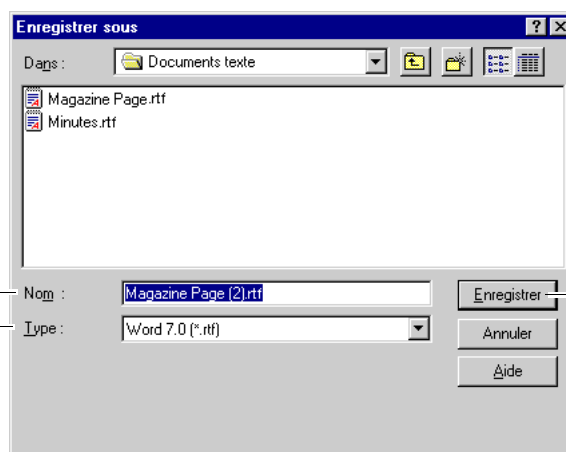 Enregistrer sous
Dans : Documents texte
Magazine Page.rtf
Minutes.rtf
Nom : Magazine Page (2).rtf Enregistrer
Type : Word 7.0 (*.rtf) Annuler
Aide